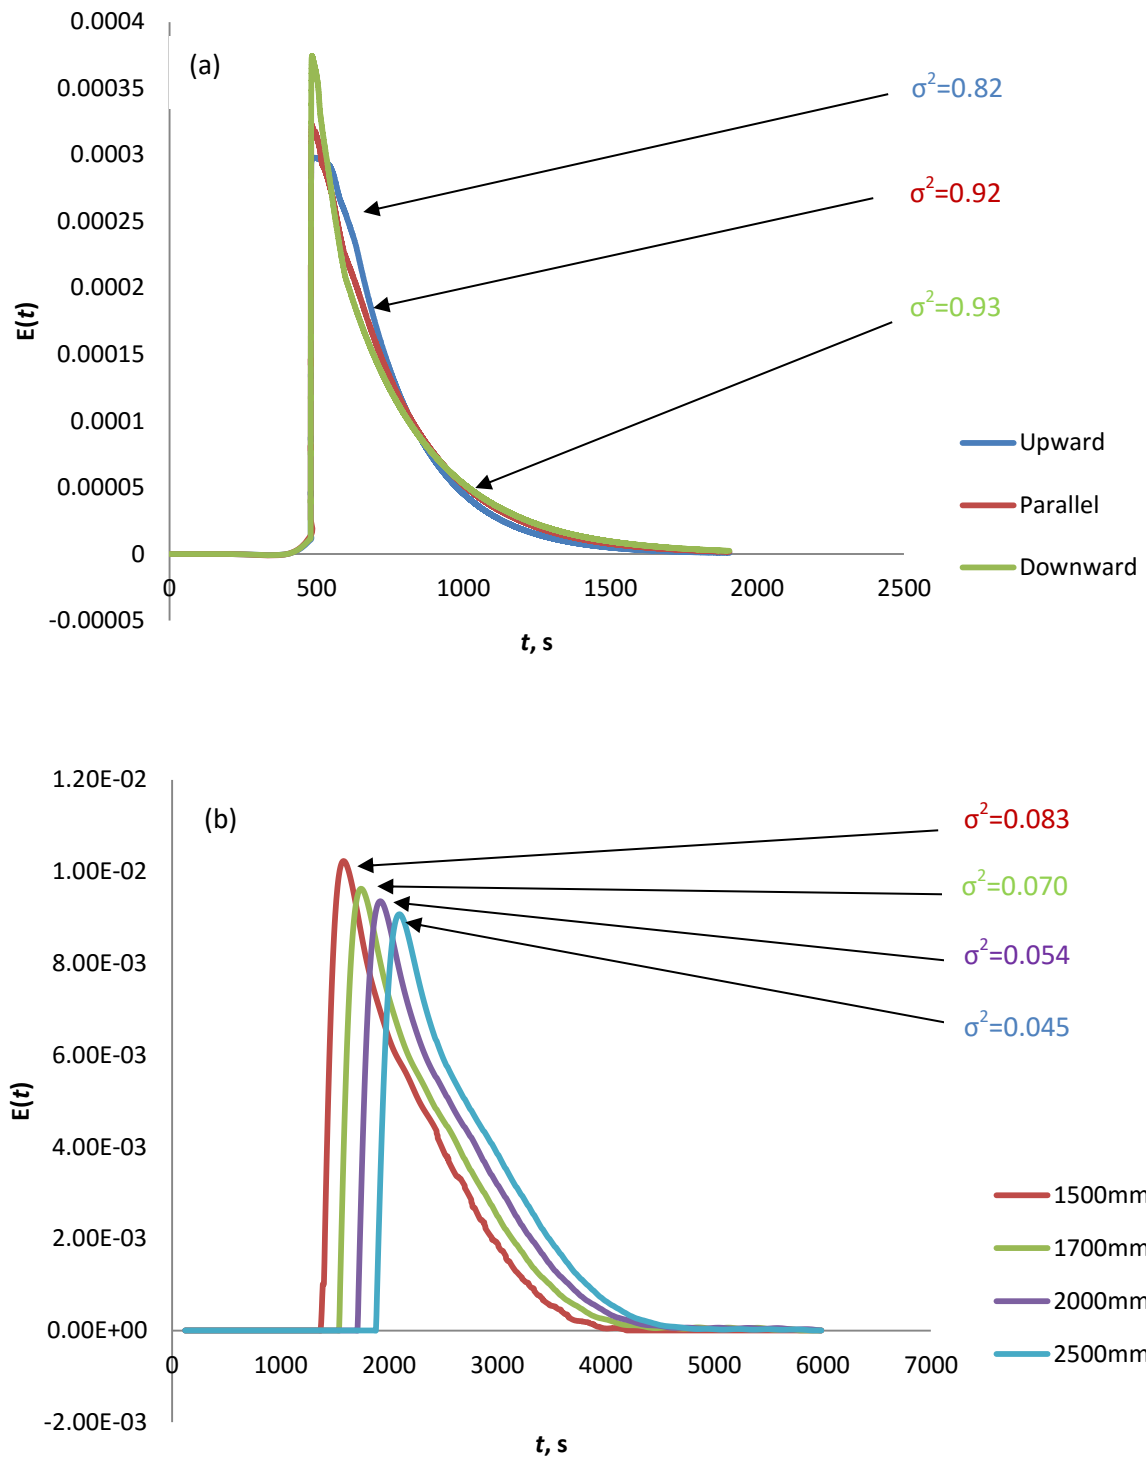 0.0004
(a)
0.00035
σ²=0.82
0.0003
σ²=0.92
0.00025
0.0002
σ²=0.93
E(t)
0.00015
0.0001
Upward
0.00005
Parallel
0
Downward
0 500 1000 1500 2000 2500
-0.00005
t, s
1.20E-02
(b)
σ²=0.083
1.00E-02
σ²=0.070
8.00E-03
σ²=0.054
σ²=0.045
6.00E-03
E(t)
4.00E-03
1500mm
2.00E-03
1700mm
2000mm
0.00E+00
2500mm
0 1000 2000 3000 4000 5000 6000 7000
-2.00E-03
t, s